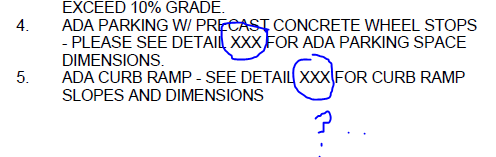 EXCEED 10% GRADE.
4. ADA PARKING W/ PRECAST CONCRETE WHEEL STOPS
- PLEASE SEE DETAIL XXX FOR ADA PARKING SPACE
DIMENSIONS.
5. ADA CURB RAMP - SEE DETAIL XXX FOR CURB RAMP
SLOPES AND DIMENSIONS
? ..